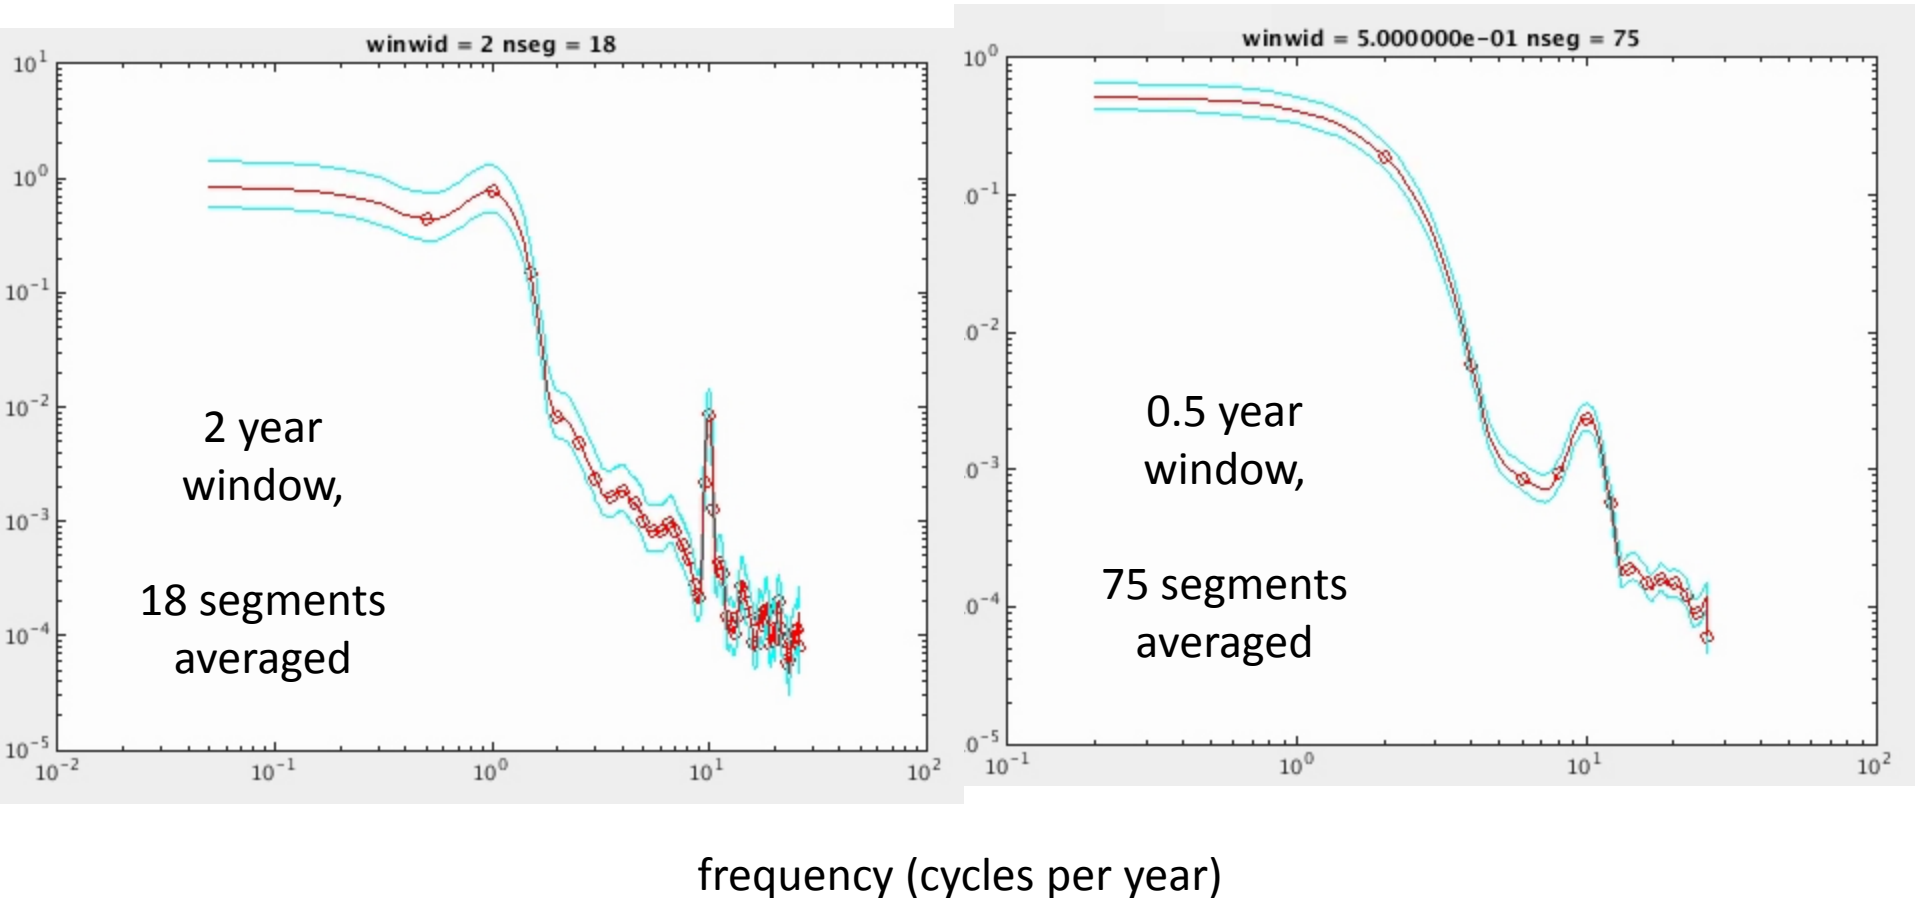 winwid = 2 nseg = 18
10^1
10^0
10^-1
10^-2
10^-3
10^-4
10^-5
10^-2
10^-1
10^0
10^1
10^2
2 year
window,
18 segments
averaged
winwid = 5.000000e-01 nseg = 75
10^0
.0^-1
.0^-2
.0^-3
.0^-4
.0^-5
10^-1
10^0
10^1
10^2
0.5 year
window,
75 segments
averaged
frequency (cycles per year)